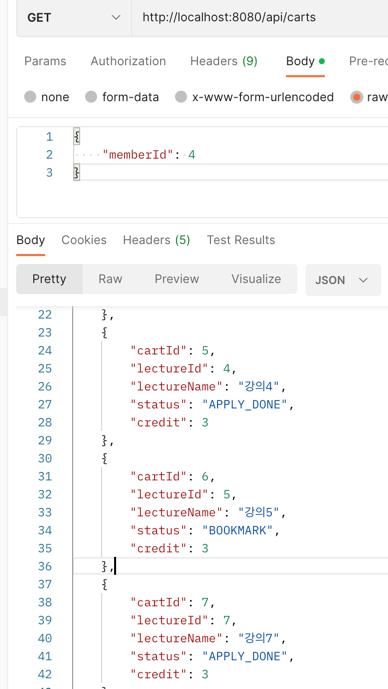 GET http://localhost:8080/api/carts
Params Authorization Headers (9) Body Pre-rec
none form-data x-www-form-urlencoded raw
1 {
2 "memberId": 4
3 }
Body Cookies Headers (5) Test Results
Pretty Raw Preview Visualize JSON
22 },
23 {
24 "cartId": 5,
25 "lectureId": 4,
26 "lectureName": "강의4",
27 "status": "APPLY_DONE",
28 "credit": 3
29 },
30 {
31 "cartId": 6,
32 "lectureId": 5,
33 "lectureName": "강의5",
34 "status": "BOOKMARK",
35 "credit": 3
36 },
37 {
38 "cartId": 7,
39 "lectureId": 7,
40 "lectureName": "강의7",
41 "status": "APPLY_DONE",
42 "credit": 3